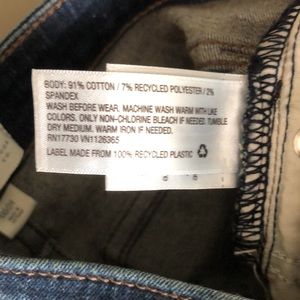 BODY: 91% COTTON / 7% RECYCLED POLYESTER / 2%
SPANDEX
WASH BEFORE WEAR. MACHINE WASH WARM WITH LIKE
COLORS. ONLY NON-CHLORINE BLEACH IF NEEDED. TUMBLE
DRY MEDIUM. WARM IRON IF NEEDED.
RN17730 VN1126365
LABEL MADE FROM 100% RECYCLED PLASTIC